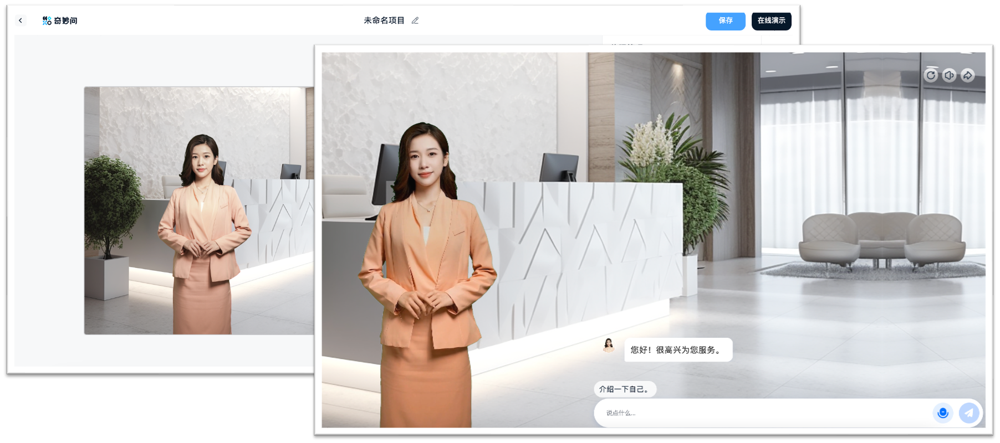 奇妙问
未命名项目
保存
在线演示
您好！很高兴为您服务。
介绍一下自己。
说点什么...